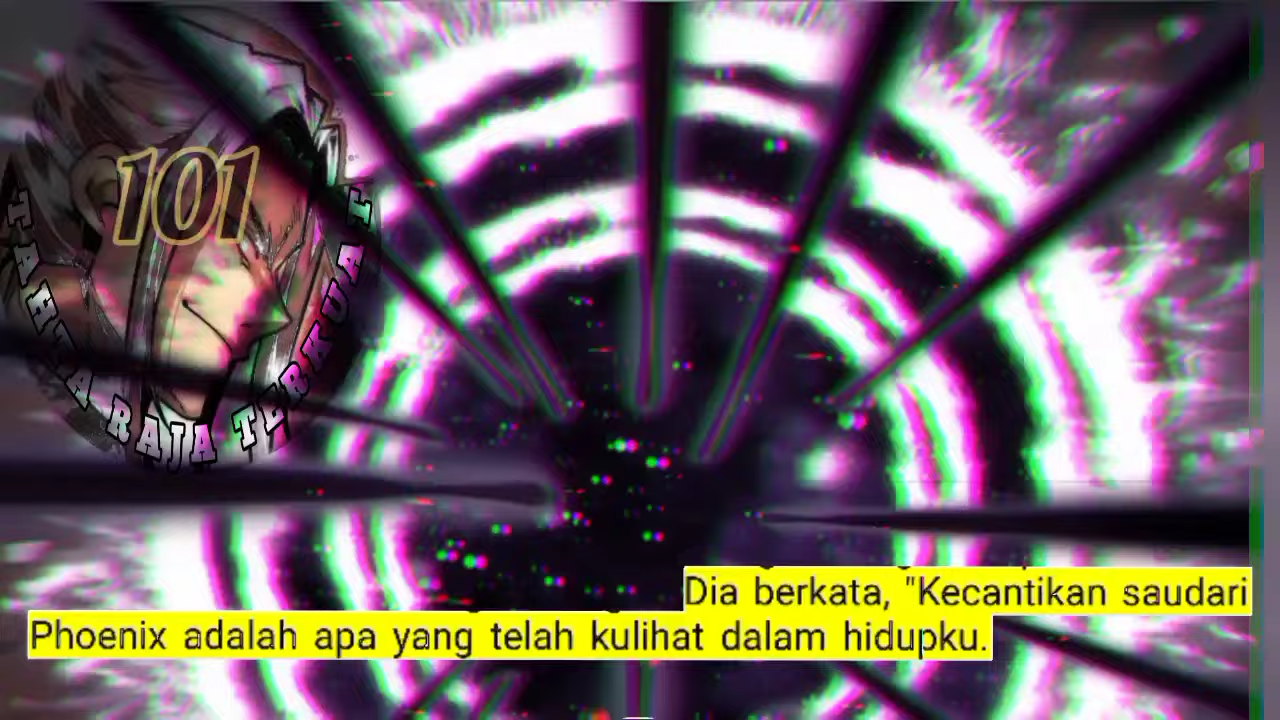 101
TAHTA RAJA TERKUAT
Dia berkata, "Kecantikan saudari
Phoenix adalah apa yang telah kulihat dalam hidupku.